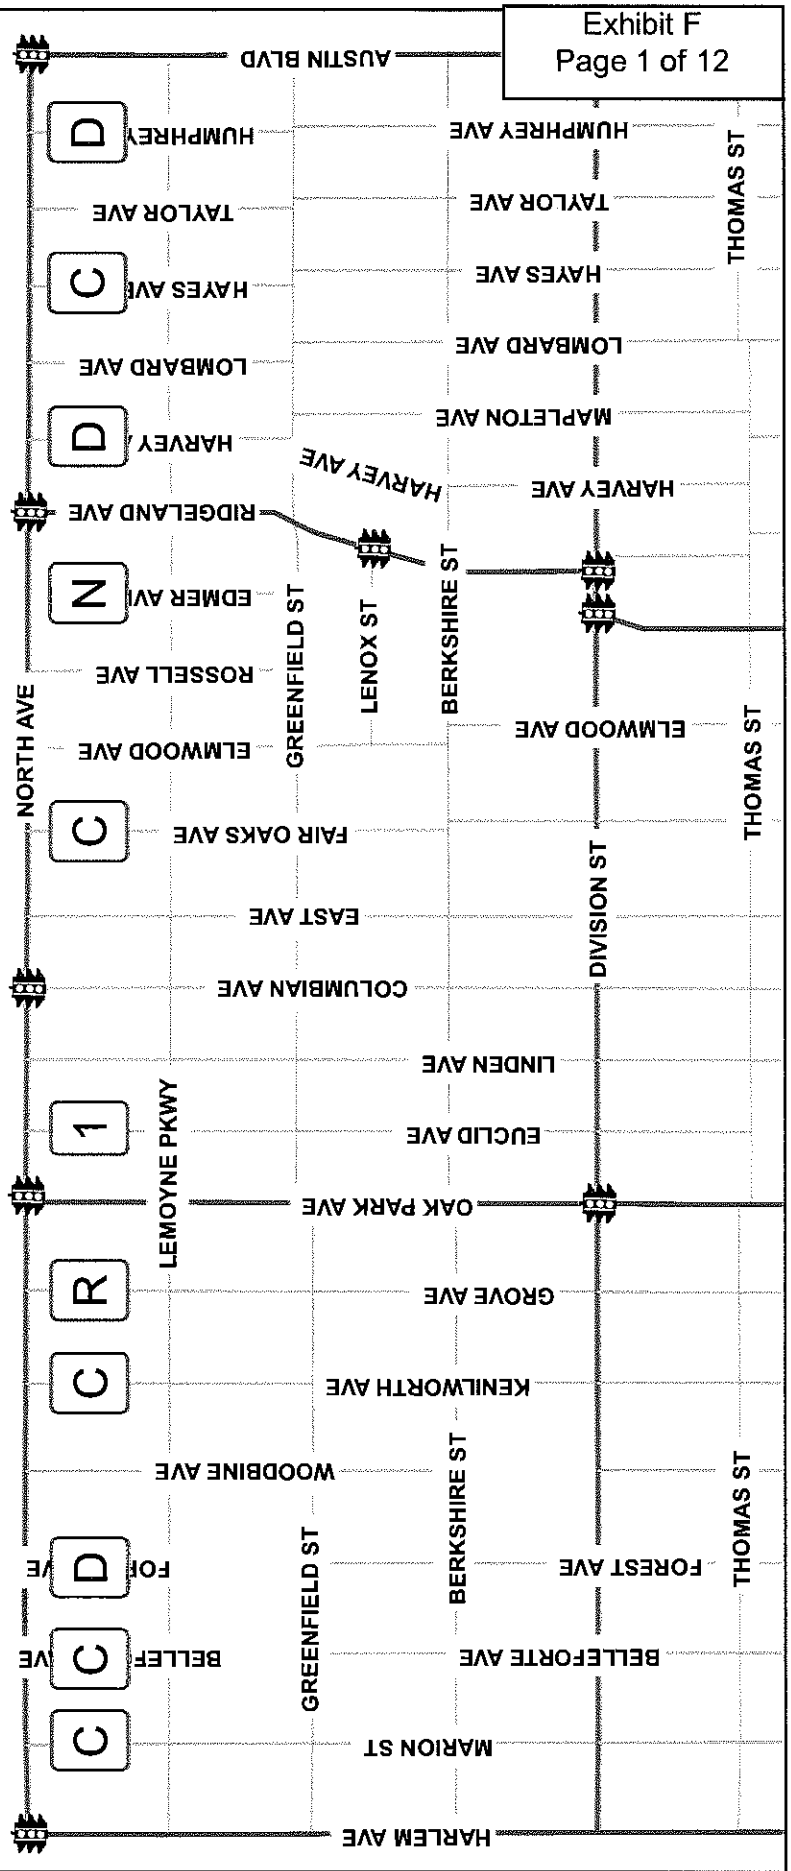 Exhibit F
Page 1 of 12
AUSTIN BLVD
D
HUMPHREY
HUMPHREY AVE
TAYLOR AVE
TAYLOR AVE
THOMAS ST
C
HAYES AVE
HAYES AVE
LOMBARD AVE
LOMBARD AVE
MAPLETON AVE
D
HARVEY
HARVEY AVE
HARVEY AVE
RIDGELAND AVE
N
EDMER AV
GREENFIELD ST
LENOX ST
BERKSHIRE ST
ROSSELL AVE
NORTH AVE
ELMWOOD AVE
ELMWOOD AVE
THOMAS ST
C
FAIR OAKS AVE
EAST AVE
DIVISION ST
COLUMBIAN AVE
LINDEN AVE
1
EUCLID AVE
LEMOYNE PKWY
OAK PARK AVE
R
GROVE AVE
C
KENILWORTH AVE
WOODBINE AVE
BERKSHIRE ST
THOMAS ST
D
FOR
VE
FOREST AVE
GREENFIELD ST
C
BELLEF
AVE
BELLEFORTE AVE
C
MARION ST
HARLEM AVE